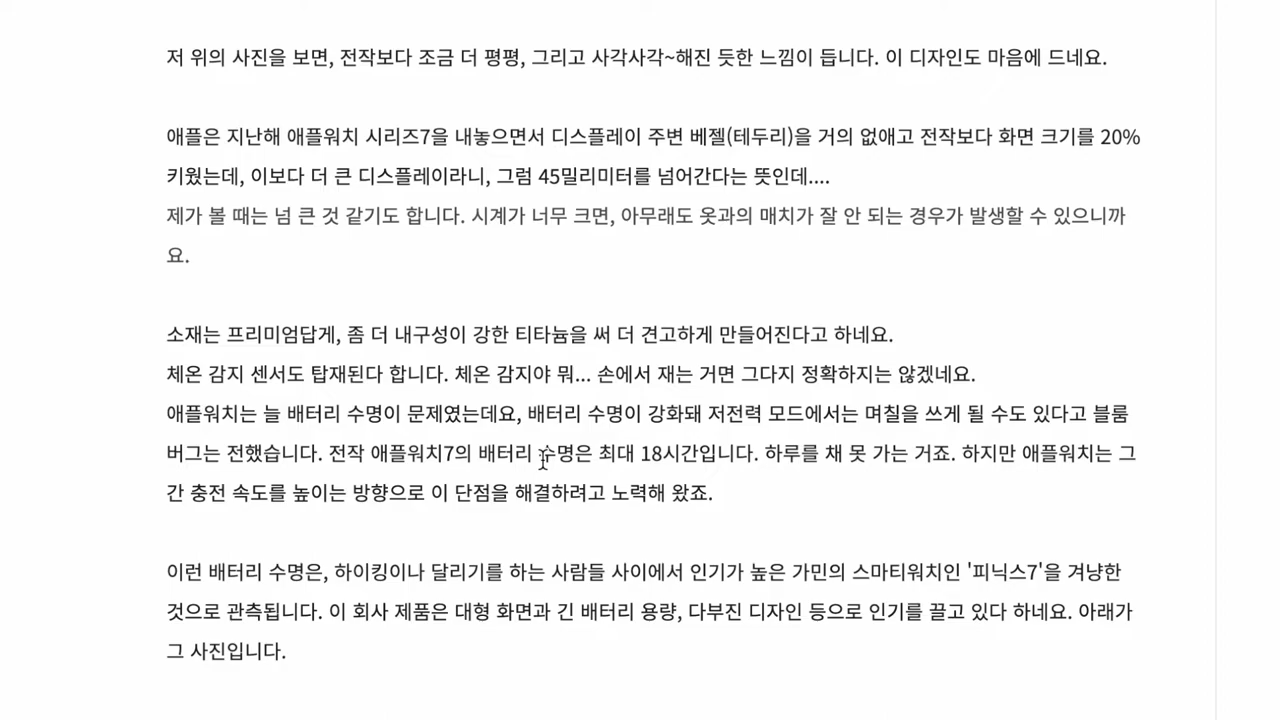 저 위의 사진을 보면, 전작보다 조금 더 평평, 그리고 사각사각~해진 듯한 느낌이 듭니다. 이 디자인도 마음에 드네요.
애플은 지난해 애플워치 시리즈7을 내놓으면서 디스플레이 주변 베젤(테두리)을 거의 없애고 전작보다 화면 크기를 20%
키웠는데, 이보다 더 큰 디스플레이라니, 그럼 45밀리미터를 넘어간다는 뜻인데....
제가 볼 때는 넘 큰 것 같기도 합니다. 시계가 너무 크면, 아무래도 옷과의 매치가 잘 안 되는 경우가 발생할 수 있으니까
요.
소재는 프리미엄답게, 좀 더 내구성이 강한 티타늄을 써 더 견고하게 만들어진다고 하네요.
체온 감지 센서도 탑재된다 합니다. 체온 감지야 뭐... 손에서 재는 거면 그다지 정확하지는 않겠네요.
애플워치는 늘 배터리 수명이 문제였는데요, 배터리 수명이 강화돼 저전력 모드에서는 며칠을 쓰게 될 수도 있다고 블룸
버그는 전했습니다. 전작 애플워치7의 배터리 수명은 최대 18시간입니다. 하루를 채 못 가는 거죠. 하지만 애플워치는 그
간 충전 속도를 높이는 방향으로 이 단점을 해결하려고 노력해 왔죠.
이런 배터리 수명은, 하이킹이나 달리기를 하는 사람들 사이에서 인기가 높은 가민의 스마티워치인 '피닉스7'을 겨냥한
것으로 관측됩니다. 이 회사 제품은 대형 화면과 긴 배터리 용량, 다부진 디자인 등으로 인기를 끌고 있다 하네요. 아래가
그 사진입니다.